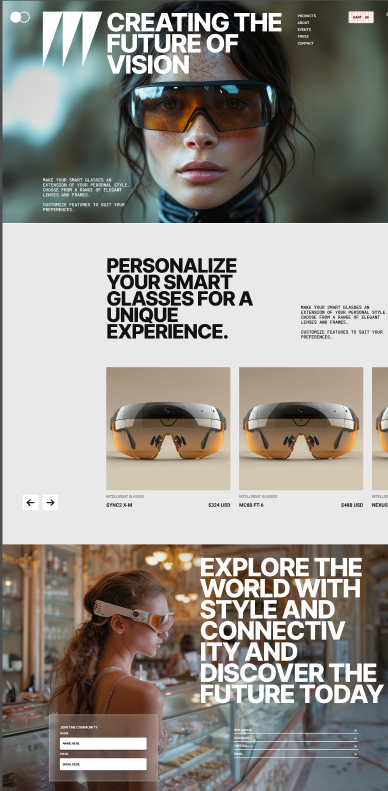 CREATING THE
FUTURE OF
VISION
PRODUCTS
ABOUT
EVENTS
PRESS
CONTACT
CART (0)
MAKE YOUR SMART GLASSES AN
EXTENSION OF YOUR PERSONAL STYLE.
CHOOSE FROM A RANGE OF ELEGANT
LENSES AND FRAMES.
CUSTOMIZE FEATURES TO SUIT YOUR
PREFERENCES.
PERSONALIZE
YOUR SMART
GLASSES FOR A
UNIQUE
EXPERIENCE.
MAKE YOUR SMART GLASSES AN
EXTENSION OF YOUR PERSONAL STYLE.
CHOOSE FROM A RANGE OF ELEGANT
LENSES AND FRAMES.
CUSTOMIZE FEATURES TO SUIT YOUR
PREFERENCES.
INTELLIGENT GLASSES
SYNC2 X-M $324 USD
INTELLIGENT GLASSES
MC80 FT-6 $468 USD
NEXUS
EXPLORE THE
WORLD WITH
STYLE AND
CONNECTIV
ITY AND
DISCOVER THE
FUTURE TODAY
JOIN THE COMMUNITY
NAME
NAME HERE
EMAIL
EMAIL HERE